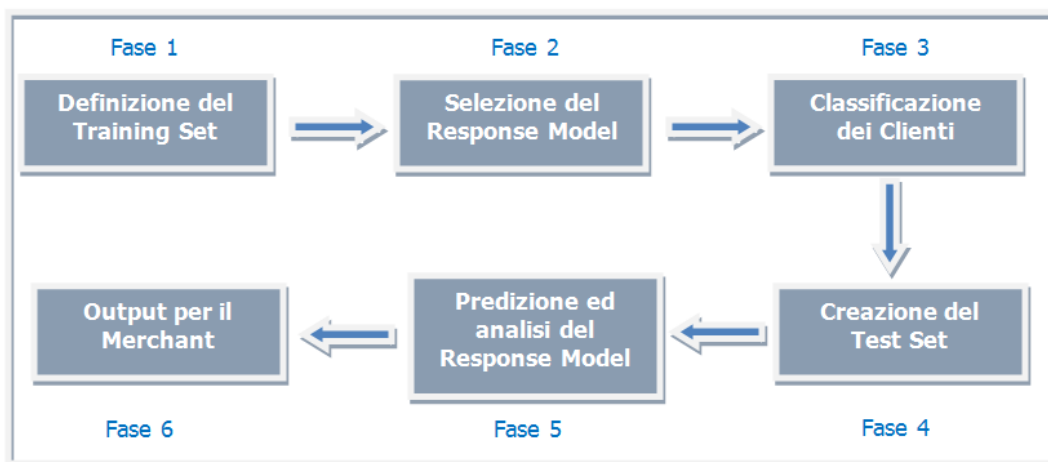 Fase 1
Definizione del
Training Set
Fase 2
Selezione del
Response Model
Fase 3
Classificazione
dei Clienti
Creazione del
Test Set
Fase 4
Predizione ed
analisi del
Response Model
Fase 5
Output per il
Merchant
Fase 6